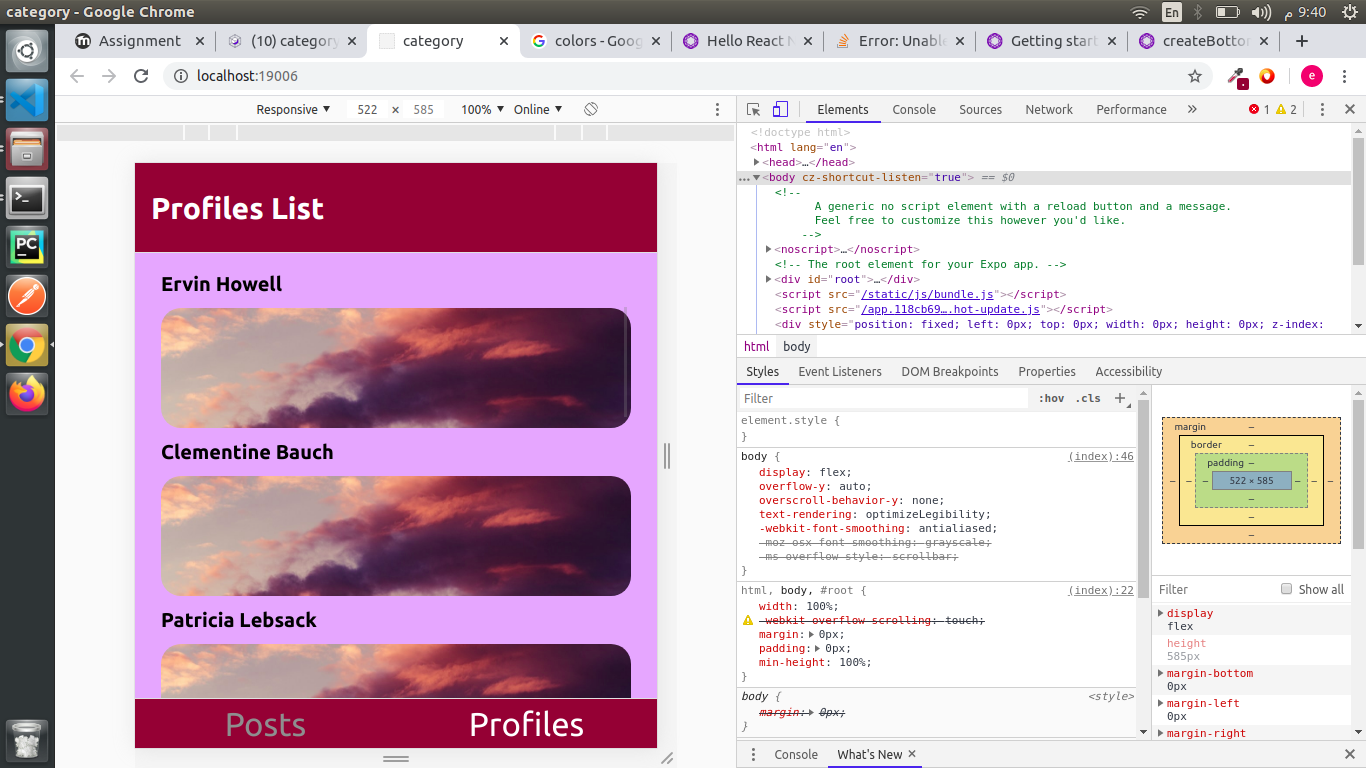 category - Google Chrome
En
9:40 م
Assignment
(10) category
category
colors - Goog
Hello React N
Error: Unable
Getting start
createBottor
localhost:19006
e
Responsive
522 × 585
100%
Online
Elements
Console
Sources
Network
Performance
»
1
2
Profiles List
Ervin Howell
Clementine Bauch
Patricia Lebsack
Posts
Profiles
<!doctype html>
<html lang="en">
<head>…</head>
<body cz-shortcut-listen="true"> == $0
<!--
A generic no script element with a reload button and a message.
Feel free to customize this however you'd like.
-->
<noscript>…</noscript>
<!-- The root element for your Expo app. -->
<div id="root">…</div>
<script src="/static/js/bundle.js"></script>
<script src="/app.118cb69….hot-update.js"></script>
<div style="position: fixed; left: 0px; top: 0px; width: 0px; height: 0px; z-index:
html
body
Styles
Event Listeners
DOM Breakpoints
Properties
Accessibility
Filter
:hov
.cls
element.style {
}
body {
(index):46
display: flex;
overflow-y: auto;
overscroll-behavior-y: none;
text-rendering: optimizeLegibility;
-webkit-font-smoothing: antialiased;
-moz-osx-font-smoothing: grayscale;
-ms-overflow-style: scrollbar;
}
html, body, #root {
(index):22
width: 100%;
-webkit-overflow-scrolling: touch;
margin: 0px;
padding: 0px;
min-height: 100%;
}
body {
<style>
margin: 0px;
}
margin
–
border
–
padding
–
– – – 522 × 585 – – –
–
–
–
Filter
Show all
display
flex
height
585px
margin-bottom
0px
margin-left
0px
margin-right
Console
What's New
PC